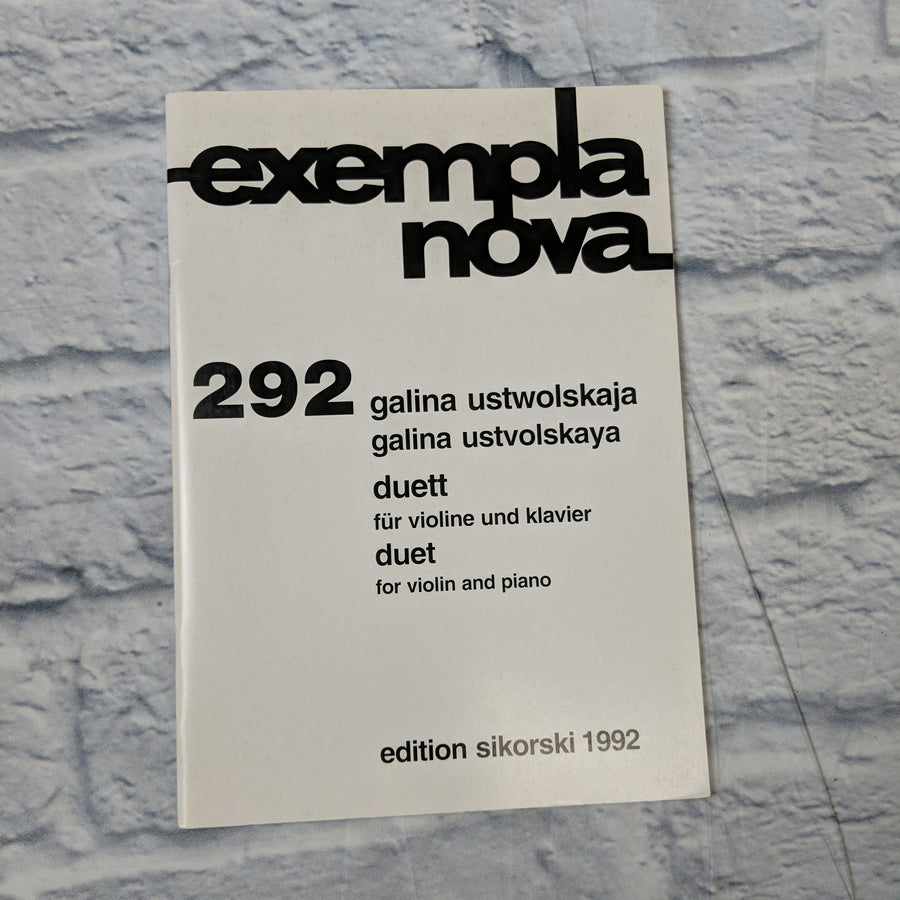 exempla
nova
292 galina ustwolskaja
galina ustvolskaya
duett
für violine und klavier
duet
for violin and piano
edition sikorski 1992